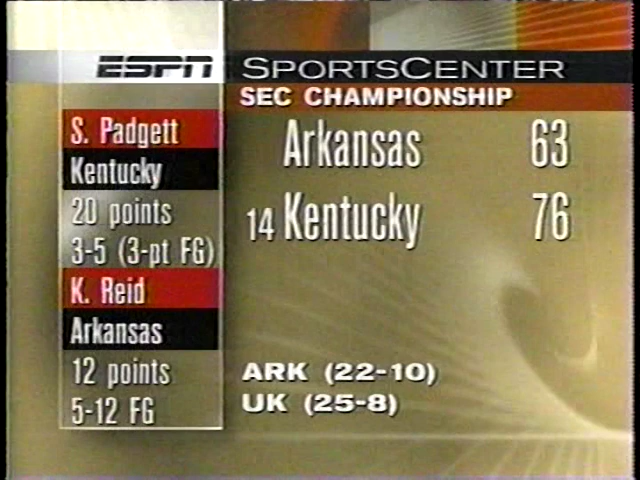 ESPN SPORTSCENTER
SEC CHAMPIONSHIP
Arkansas 63
14 Kentucky 76
ARK (22-10)
UK (25-8)
S. Padgett
Kentucky
20 points
3-5 (3-pt FG)
K. Reid
Arkansas
12 points
5-12 FG